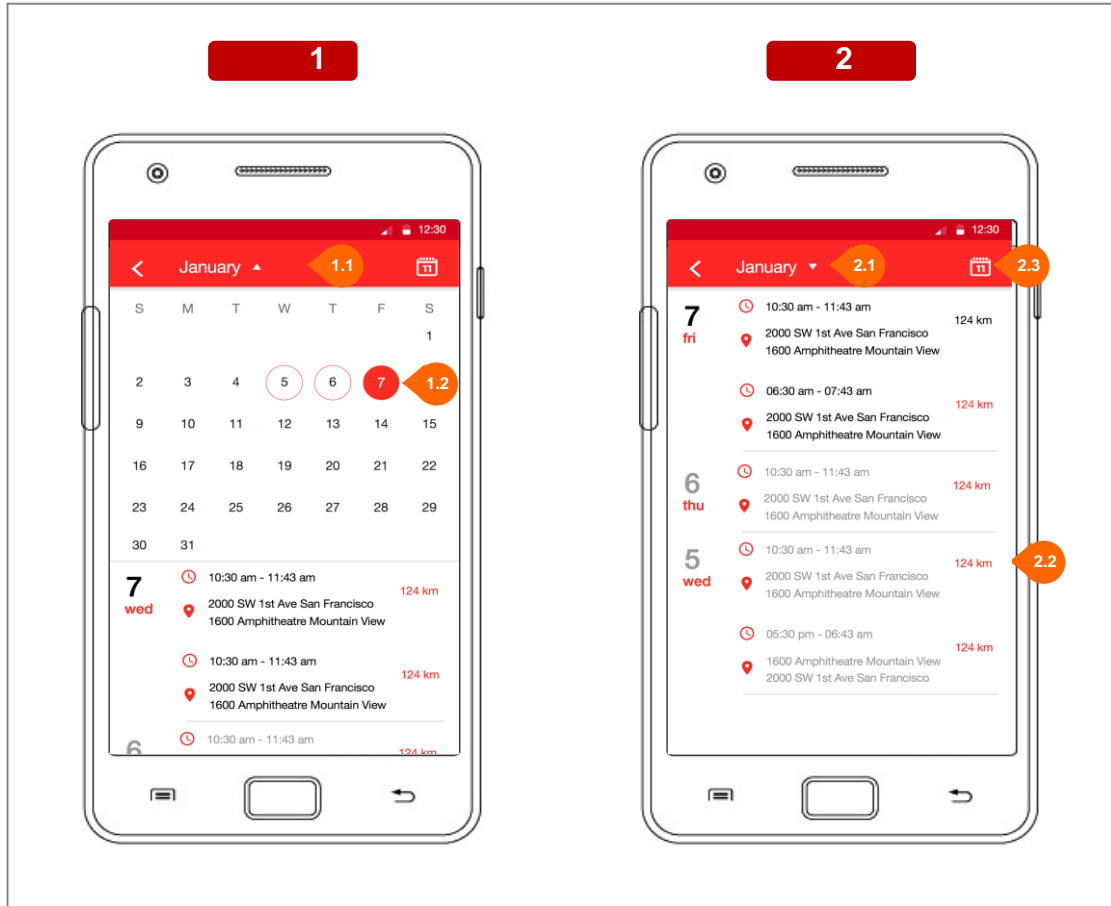 1
12:30
January
1.1
11
S M T W T F S
1
2 3 4 5 6 7
1.2
9 10 11 12 13 14 15
16 17 18 19 20 21 22
23 24 25 26 27 28 29
30 31
7
wed
10:30 am - 11:43 am
124 km
2000 SW 1st Ave San Francisco
1600 Amphitheatre Mountain View
10:30 am - 11:43 am
124 km
2000 SW 1st Ave San Francisco
1600 Amphitheatre Mountain View
6
10:30 am - 11:43 am
124 km
2
12:30
January
2.1
11
2.3
7
fri
10:30 am - 11:43 am
124 km
2000 SW 1st Ave San Francisco
1600 Amphitheatre Mountain View
06:30 am - 07:43 am
124 km
2000 SW 1st Ave San Francisco
1600 Amphitheatre Mountain View
6
thu
10:30 am - 11:43 am
124 km
2000 SW 1st Ave San Francisco
1600 Amphitheatre Mountain View
5
wed
10:30 am - 11:43 am
124 km
2.2
2000 SW 1st Ave San Francisco
1600 Amphitheatre Mountain View
05:30 pm - 06:43 am
124 km
1600 Amphitheatre Mountain View
2000 SW 1st Ave San Francisco